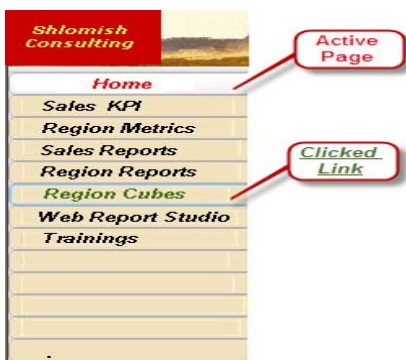 Shlomish
Consulting
Active
Page
Home
Sales KPI
Region Metrics
Sales Reports
Clicked
Link
Region Reports
Region Cubes
Web Report Studio
Trainings